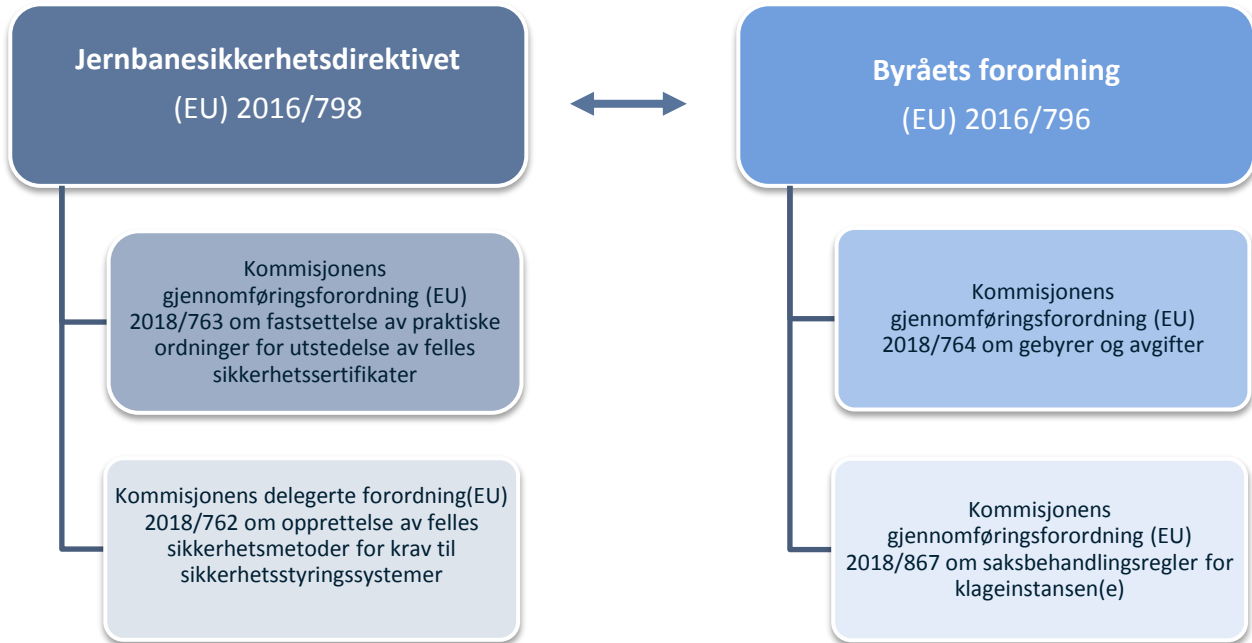 Jernbanesikkerhetsdirektivet
(EU) 2016/798
Byråets forordning
(EU) 2016/796
Kommisjonens
gjennomføringsforordning (EU)
2018/763 om fastsettelse av praktiske
ordninger for utstedelse av felles
sikkerhetssertifikater
Kommisjonens delegerte forordning(EU)
2018/762 om opprettelse av felles
sikkerhetsmetoder for krav til
sikkerhetsstyringssystemer
Kommisjonens
gjennomføringsforordning (EU)
2018/764 om gebyrer og avgifter
Kommisjonens
gjennomføringsforordning (EU)
2018/867 om saksbehandlingsregler for
klageinstansen(e)